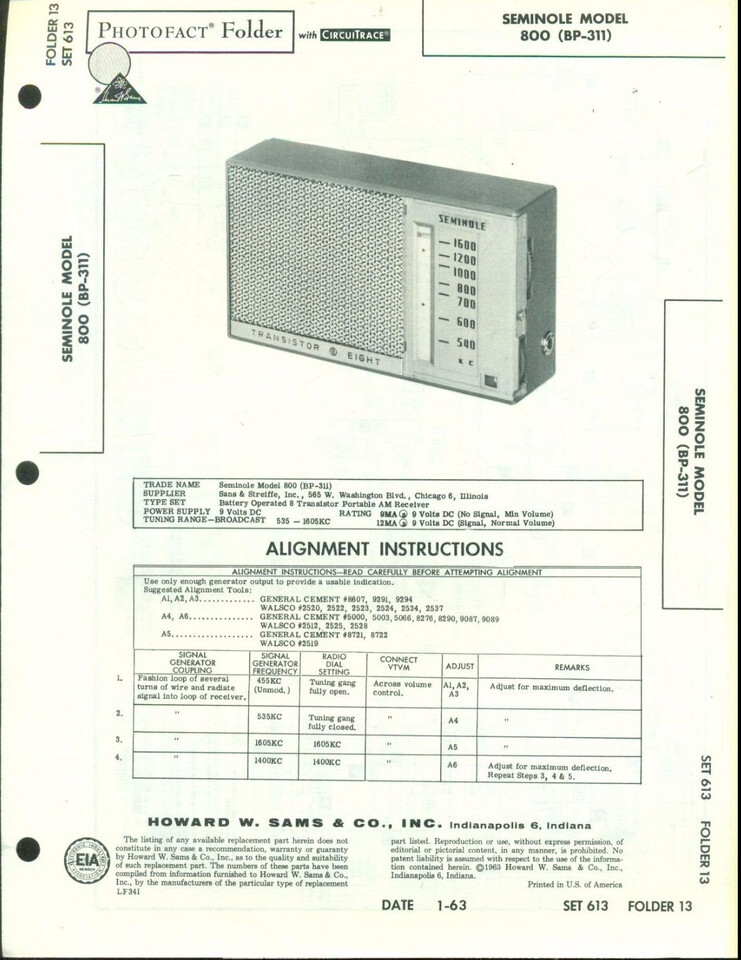 FOLDER 13
SET 613
PHOTOFACT® Folder
with CIRCUITRACE®
SEMINOLE MODEL
800 (BP-311)
SEMINOLE MODEL
800 (BP-311)
SEMINOLE
1600
1200
1000
800
700
600
540
K C
TRANSISTOR EIGHT
SEMINOLE MODEL
800 (BP-311)
TRADE NAME Seminole Model 800 (BP-311)
SUPPLIER Sans & Streiffe, Inc., 565 W. Washington Blvd., Chicago 6, Illinois
TYPE SET Battery Operated 8 Transistor Portable AM Receiver
POWER SUPPLY 9 Volts DC RATING 9MA @ 9 Volts DC (No Signal, Min Volume)
TUNING RANGE—BROADCAST 535 — 1605KC 12MA @ 9 Volts DC (Signal, Normal Volume)
ALIGNMENT INSTRUCTIONS
ALIGNMENT INSTRUCTIONS—READ CAREFULLY BEFORE ATTEMPTING ALIGNMENT
Use only enough generator output to provide a usable indication.
Suggested Alignment Tools:
A1, A2, A3............ GENERAL CEMENT #8607, 9291, 9294
WALSCO #2520, 2522, 2523, 2524, 2534, 2537
A4, A6.............. GENERAL CEMENT #5000, 5003, 5066, 8276, 8290, 9087, 9089
WALSCO #2512, 2525, 2528
A5.................. GENERAL CEMENT #8721, 8722
WALSCO #2519
SIGNAL GENERATOR COUPLING SIGNAL GENERATOR FREQUENCY RADIO DIAL SETTING CONNECT VTVM ADJUST REMARKS
1. Fashion loop of several turns of wire and radiate signal into loop of receiver. 455KC (Unmod.) Tuning gang fully open. Across volume control. A1, A2, A3 Adjust for maximum deflection.
2. " 535KC Tuning gang fully closed. " A4 "
3. " 1605KC 1605KC " A5 "
4. " 1400KC 1400KC " A6 Adjust for maximum deflection. Repeat Steps 3, 4 & 5.
SET 613 FOLDER 13
HOWARD W. SAMS & CO., INC. Indianapolis 6, Indiana
EIA
MEMBER
The listing of any available replacement part herein does not
constitute in any case a recommendation, warranty or guaranty
by Howard W. Sams & Co., Inc., as to the quality and suitability
of such replacement part. The numbers of these parts have been
compiled from information furnished to Howard W. Sams & Co.,
Inc., by the manufacturers of the particular type of replacement
LF341
part listed. Reproduction or use, without express permission, of
editorial or pictorial content, in any manner, is prohibited. No
patent liability is assumed with respect to the use of the informa-
tion contained herein. ©1963 Howard W. Sams & Co., Inc.,
Indianapolis 6, Indiana.
Printed in U.S. of America
DATE 1-63 SET 613 FOLDER 13